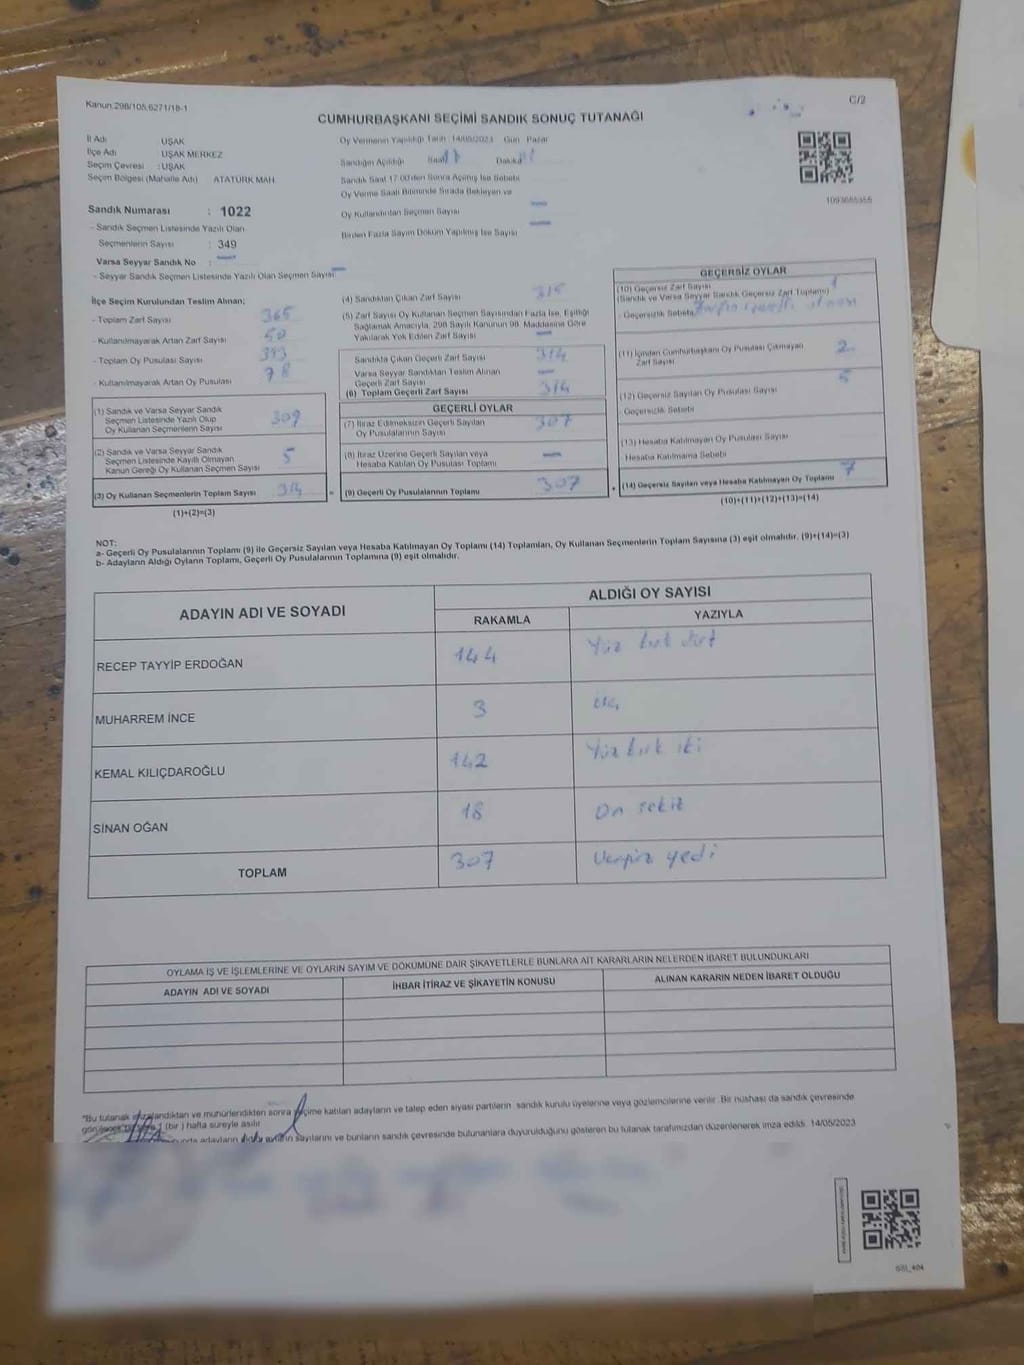 Kanun:298/105,6271/18-1
C/2
CUMHURBAŞKANI SEÇİMİ SANDIK SONUÇ TUTANAĞI
İl Adı UŞAK
İlçe Adı UŞAK MERKEZ
Seçim Çevresi : UŞAK
Seçim Bölgesi (Mahalle Adı) ATATÜRK MAH.
Oy Vermenin Yapıldığı Tarih : 14/05/2023 Gün : Pazar
Sandığın Açıldığı Saat Dakika
Sandık Saat 17:00'den Sonra Açılmış İse Sebebi
Oy Verme Saati Bitiminde Sırada Bekleyen ve
Oy Kullandırılan Seçmen Sayısı —
Birden Fazla Sayım Döküm Yapılmış İse Sayısı —
Sandık Numarası : 1022
- Sandık Seçmen Listesinde Yazılı Olan
Seçmenlerin Sayısı : 349
Varsa Seyyar Sandık No : —
- Seyyar Sandık Seçmen Listesinde Yazılı Olan Seçmen Sayısı: —
İlçe Seçim Kurulundan Teslim Alınan;
- Toplam Zarf Sayısı 365
- Kullanılmayarak Artan Zarf Sayısı 50
- Toplam Oy Pusulası Sayısı 393
- Kullanılmayarak Artan Oy Pusulası 78
(1) Sandık ve Varsa Seyyar Sandık
Seçmen Listesinde Yazılı Olup
Oy Kullanan Seçmenlerin Sayısı 309
(2) Sandık ve Varsa Seyyar Sandık
Seçmen Listesinde Kayıtlı Olmayan
Kanun Gereği Oy Kullanan Seçmen Sayısı 5
(3) Oy Kullanan Seçmenlerin Toplam Sayısı 314
(1)+(2)=(3)
(4) Sandıktan Çıkan Zarf Sayısı 315
(5) Zarf Sayısı Oy Kullanan Seçmen Sayısından Fazla İse, Eşitliği
Sağlamak Amacıyla, 298 Sayılı Kanunun 98. Maddesine Göre
Yakılarak Yok Edilen Zarf Sayısı —
Sandıkta Çıkan Geçerli Zarf Sayısı 314
Varsa Seyyar Sandıktan Teslim Alınan
Geçerli Zarf Sayısı —
(6) Toplam Geçerli Zarf Sayısı 314
GEÇERLİ OYLAR
(7) İtiraz Edilmeksizin Geçerli Sayılan
Oy Pusulalarının Sayısı 307
(8) İtiraz Üzerine Geçerli Sayılan veya
Hesaba Katılan Oy Pusulası Toplamı —
= (9) Geçerli Oy Pusulalarının Toplamı 307 +
1093655355
GEÇERSİZ OYLAR
(10) Geçersiz Zarf Sayısı 1
(Sandık ve Varsa Seyyar Sandık Geçersiz Zarf Toplamı)
- Geçersizlik Sebebi
(11) İçinden Cumhurbaşkanı Oy Pusulası Çıkmayan
Zarf Sayısı 2
(12) Geçersiz Sayılan Oy Pusulası Sayısı 5
- Geçersizlik Sebebi
(13) Hesaba Katılmayan Oy Pusulası Sayısı
Hesaba Katılmama Sebebi
(14) Geçersiz Sayılan veya Hesaba Katılmayan Oy Toplamı 7
(10)+(11)+(12)+(13)=(14)
NOT:
a- Geçerli Oy Pusulalarının Toplamı (9) ile Geçersiz Sayılan veya Hesaba Katılmayan Oy Toplamı (14) Toplamları, Oy Kullanan Seçmenlerin Toplam Sayısına (3) eşit olmalıdır. (9)+(14)=(3)
b- Adayların Aldığı Oyların Toplamı, Geçerli Oy Pusulalarının Toplamına (9) eşit olmalıdır.
ADAYIN ADI VE SOYADI ALDIĞI OY SAYISI
RAKAMLA YAZIYLA
RECEP TAYYİP ERDOĞAN 144 Yüz kırk dört
MUHARREM İNCE 3 üç
KEMAL KILIÇDAROĞLU 142 Yüz kırk iki
SİNAN OĞAN 18 On sekiz
TOPLAM 307 yedi
OYLAMA İŞ VE İŞLEMLERİNE VE OYLARIN SAYIM VE DÖKÜMÜNE DAİR ŞİKAYETLERLE BUNLARA AİT KARARLARIN NELERDEN İBARET BULUNDUKLARI
ADAYIN ADI VE SOYADI İHBAR İTİRAZ VE ŞİKAYETİN KONUSU ALINAN KARARIN NEDEN İBARET OLDUĞU
*Bu tutanak imzalandıktan ve mühürlendikten sonra seçime katılan adayların ve talep eden siyasi partilerin sandık kurulu üyelerine veya gözlemcilerine verilir. Bir nüshası da sandık çevresinde
görülecek bir yere 1 (bir) hafta süreyle asılır
adayların aldığı oyların sayılarını ve bunların sandık çevresinde bulunanlara duyurulduğunu gösteren bu tutanak tarafımızdan düzenlenerek imza edildi. 14/05/2023